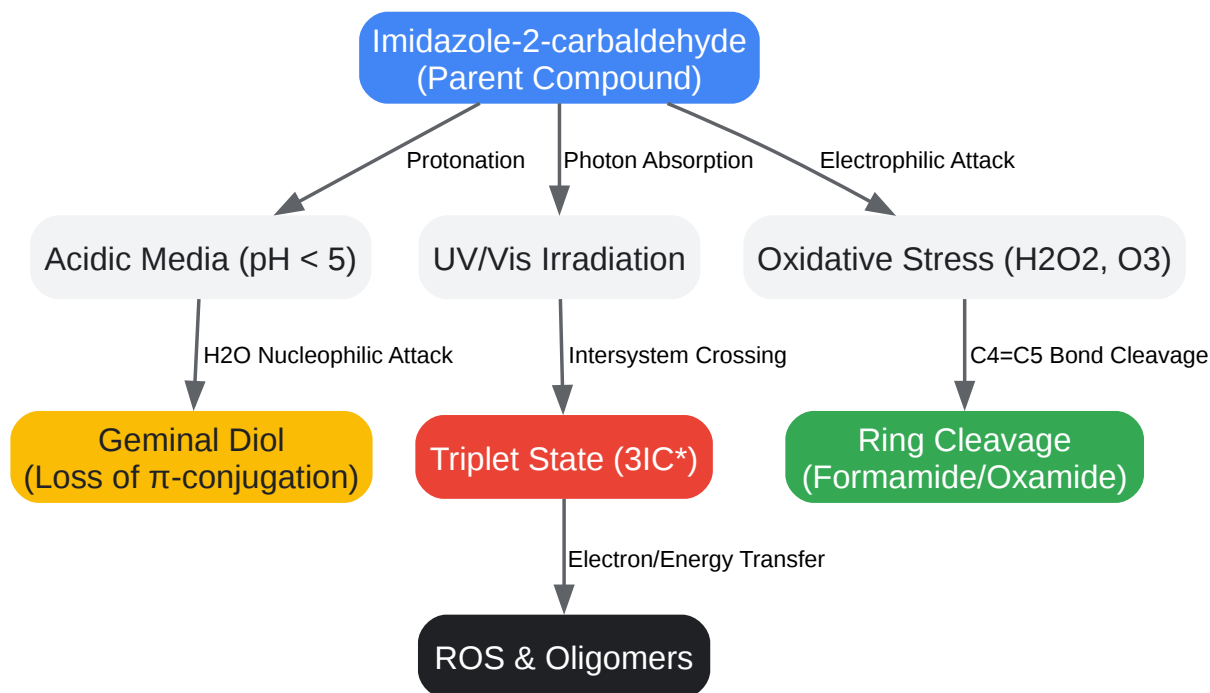 Imidazole-2-carbaldehyde
(Parent Compound)
Protonation
Photon Absorption
Electrophilic Attack
Acidic Media (pH < 5)
UV/Vis Irradiation
Oxidative Stress (H2O2, O3)
H2O Nucleophilic Attack
Intersystem Crossing
C4=C5 Bond Cleavage
Geminal Diol
(Loss of π-conjugation)
Triplet State (3IC*)
Ring Cleavage
(Formamide/Oxamide)
Electron/Energy Transfer
ROS & Oligomers